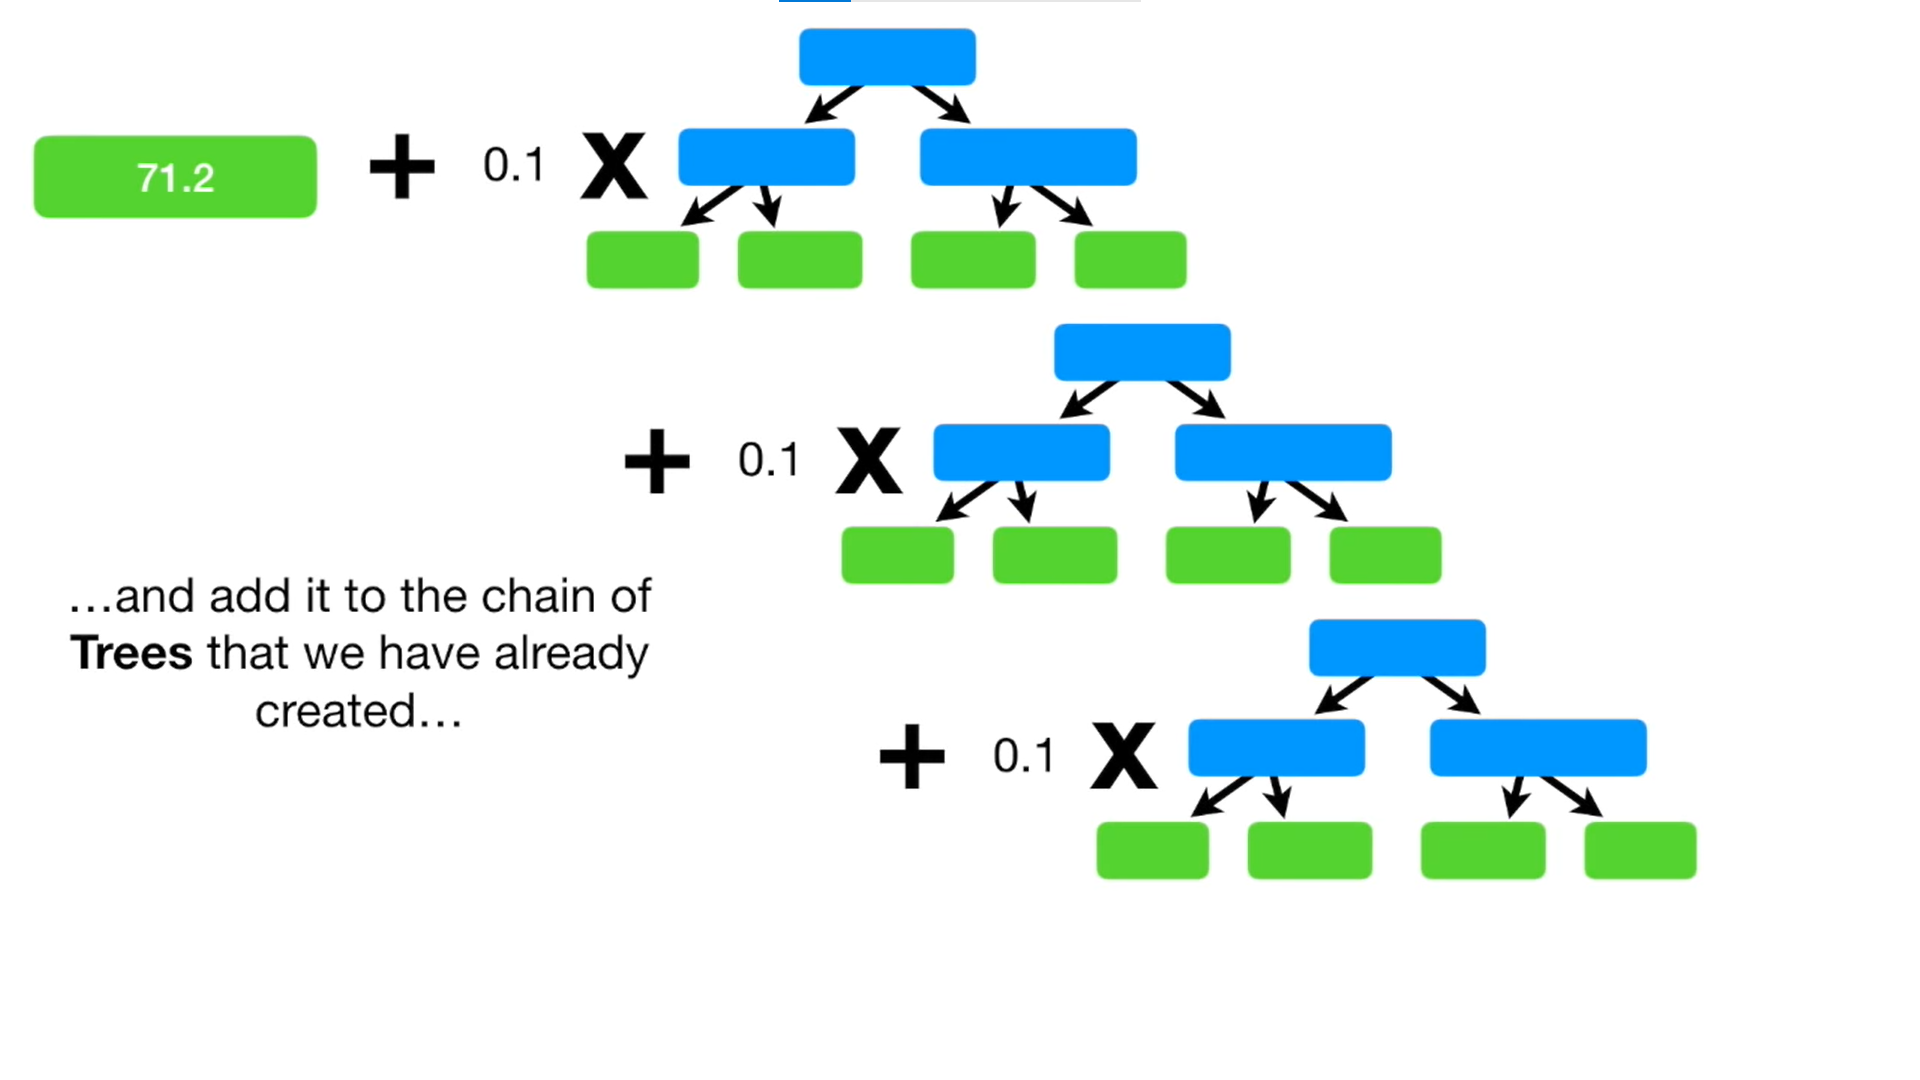 71.2 + 0.1 X
+ 0.1 X
…and add it to the chain of
Trees that we have already
created…
+ 0.1 X